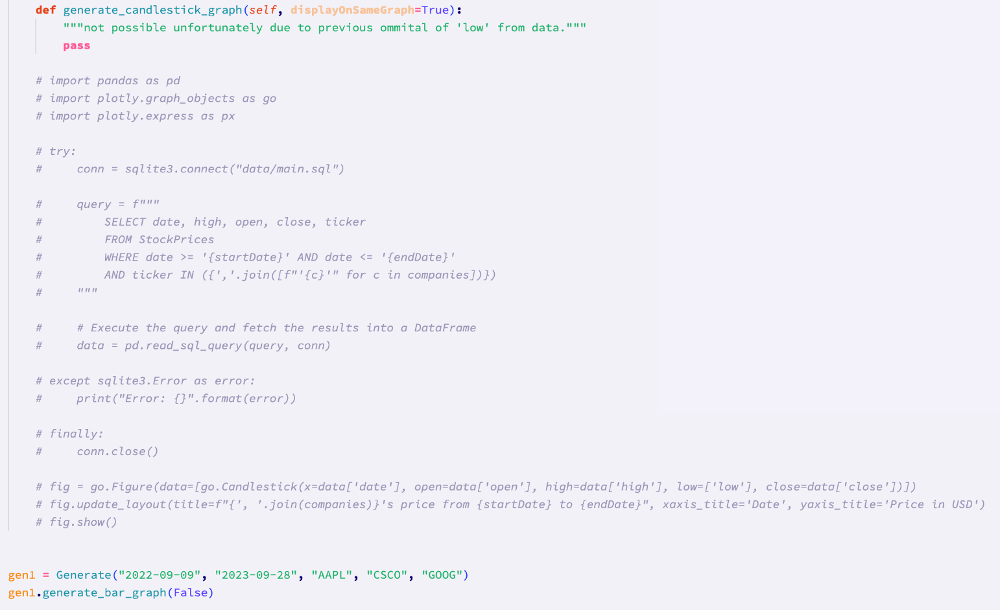 def generate_candlestick_graph(self, displayOnSameGraph=True):
"""not possible unfortunately due to previous ommital of 'low' from data."""
pass
# import pandas as pd
# import plotly.graph_objects as go
# import plotly.express as px
# try:
#     conn = sqlite3.connect("data/main.sql")
#     query = f"""
#         SELECT date, high, open, close, ticker
#         FROM StockPrices
#         WHERE date >= '{startDate}' AND date <= '{endDate}'
#         AND ticker IN ({','.join([f"'{c}'" for c in companies])})
#     """
#     # Execute the query and fetch the results into a DataFrame
#     data = pd.read_sql_query(query, conn)
# except sqlite3.Error as error:
#     print("Error: {}".format(error))
# finally:
#     conn.close()
# fig = go.Figure(data=[go.Candlestick(x=data['date'], open=data['open'], high=data['high'], low=['low'], close=data['close'])])
# fig.update_layout(title=f"{', '.join(companies)}'s price from {startDate} to {endDate}", xaxis_title='Date', yaxis_title='Price in USD')
# fig.show()
gen1 = Generate("2022-09-09", "2023-09-28", "AAPL", "CSCO", "GOOG")
gen1.generate_bar_graph(False)